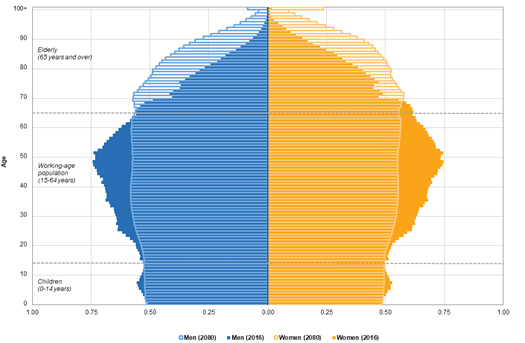 100+
90
80
70
60
50
40
30
20
10
0
Age
Elderly
(65 years and over)
Working-age
population
(15-64 years)
Children
(0-14 years)
1.00 0.75 0.50 0.25 0.00 0.25 0.50 0.75 1.00
Men (2080) Men (2016) Women (2080) Women (2016)